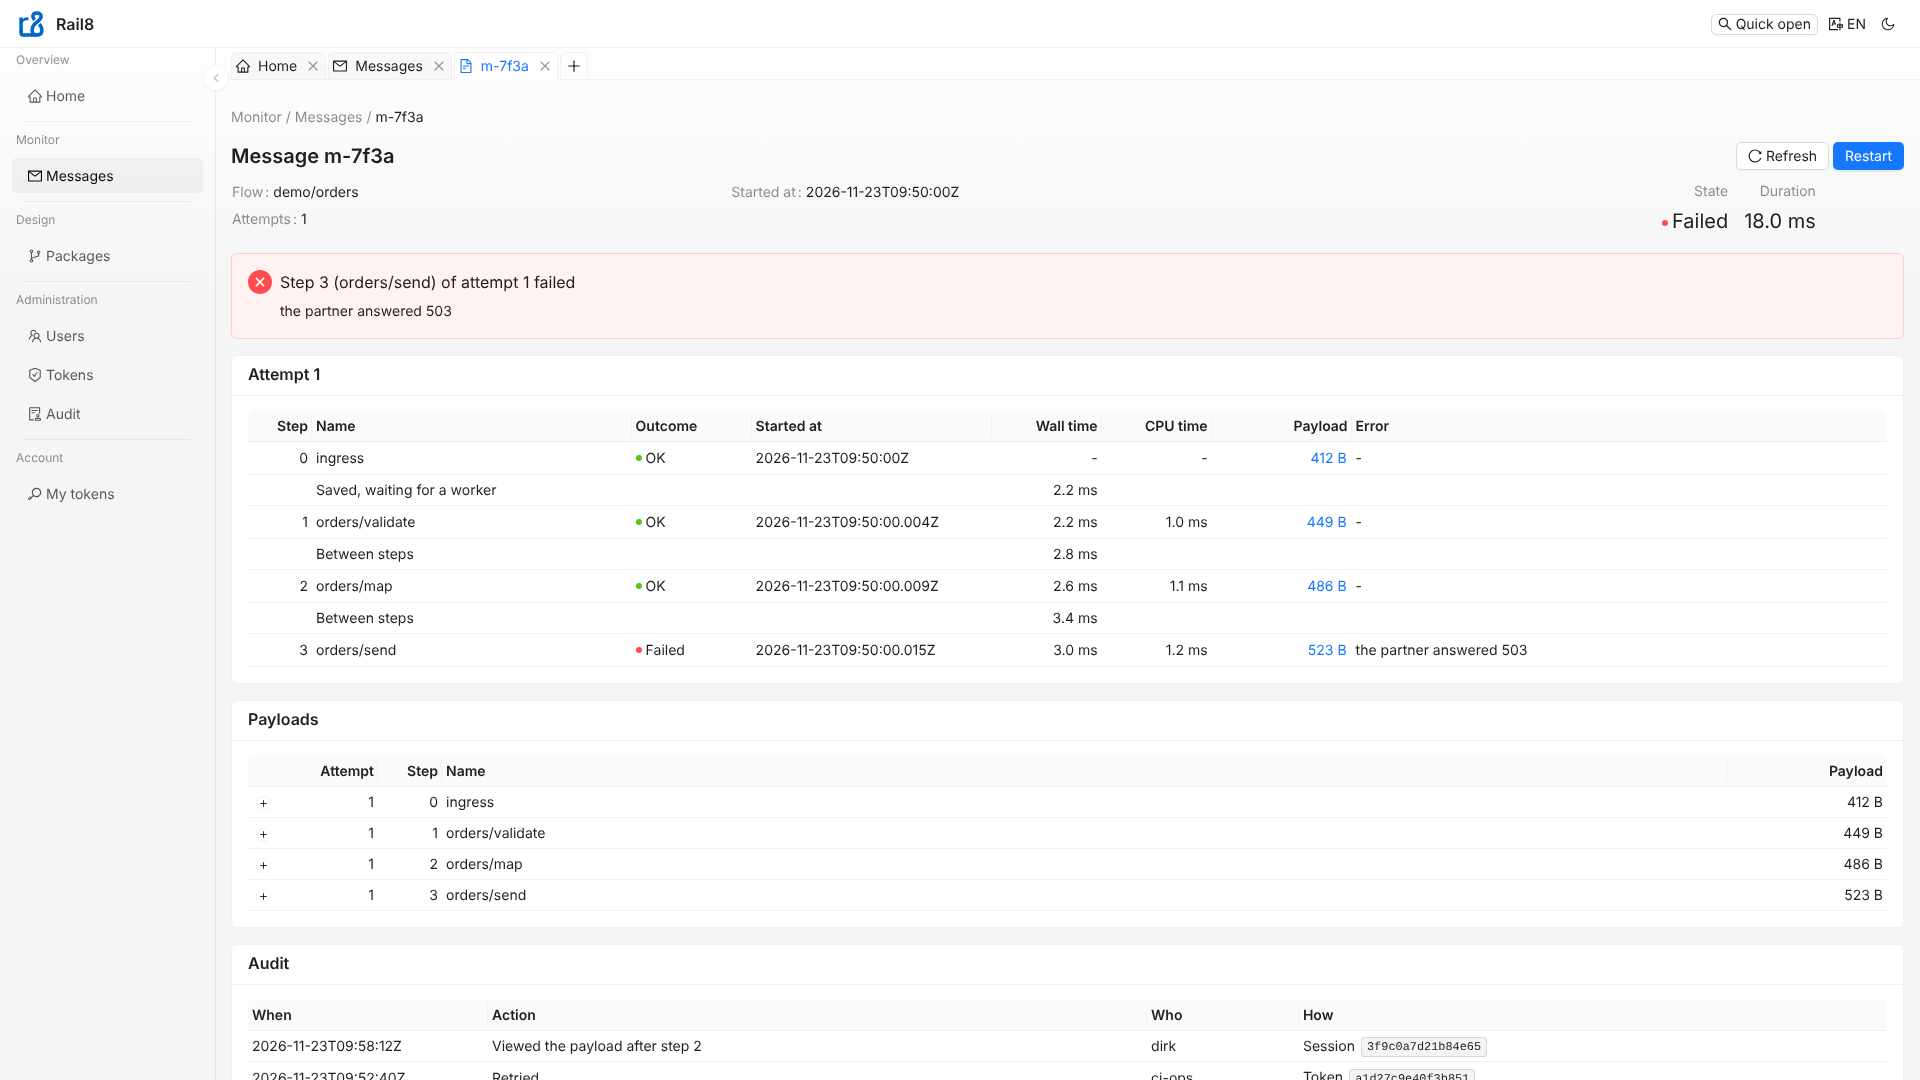 Rail8
Quick open
EN
Overview
Home
Monitor
Messages
Design
Packages
Administration
Users
Tokens
Audit
Account
My tokens
Home
Messages
m-7f3a
Monitor / Messages / m-7f3a
Message m-7f3a
Refresh
Restart
Flow : demo/orders
Started at : 2026-11-23T09:50:00Z
Attempts : 1
State Duration
Failed 18.0 ms
Step 3 (orders/send) of attempt 1 failed
the partner answered 503
Attempt 1
Step Name Outcome Started at Wall time CPU time Payload Error
0 ingress OK 2026-11-23T09:50:00Z - - 412 B -
Saved, waiting for a worker 2.2 ms
1 orders/validate OK 2026-11-23T09:50:00.004Z 2.2 ms 1.0 ms 449 B -
Between steps 2.8 ms
2 orders/map OK 2026-11-23T09:50:00.009Z 2.6 ms 1.1 ms 486 B -
Between steps 3.4 ms
3 orders/send Failed 2026-11-23T09:50:00.015Z 3.0 ms 1.2 ms 523 B the partner answered 503
Payloads
Attempt Step Name Payload
+ 1 0 ingress 412 B
+ 1 1 orders/validate 449 B
+ 1 2 orders/map 486 B
+ 1 3 orders/send 523 B
Audit
When Action Who How
2026-11-23T09:58:12Z Viewed the payload after step 2 dirk Session 3f9c0a7d21b84e65
2026-11-23T09:52:40Z Retried ci-ops Token a1d27c9e40f3b851